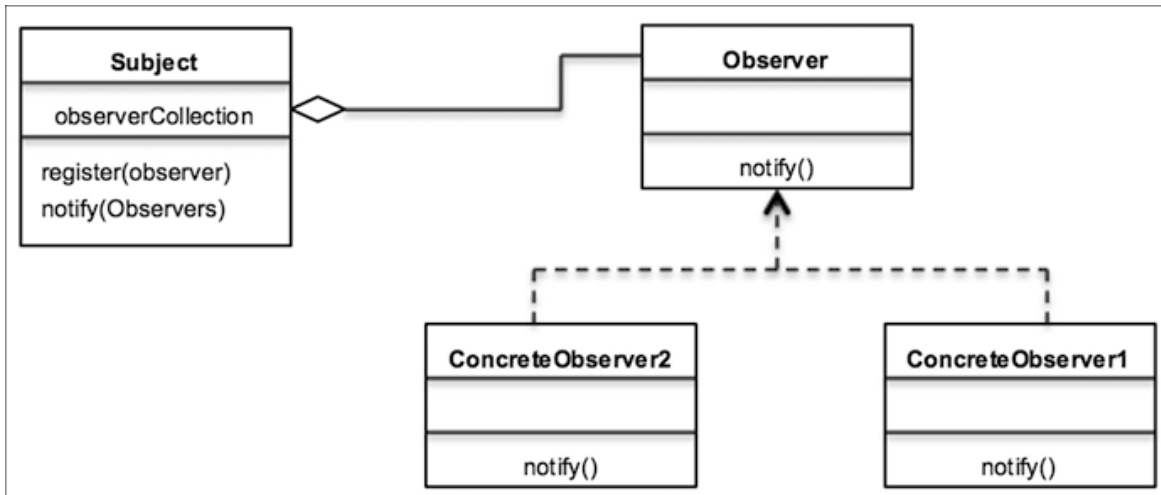 Subject
observerCollection
register(observer)
notify(Observers)
Observer
notify()
ConcreteObserver2
notify()
ConcreteObserver1
notify()